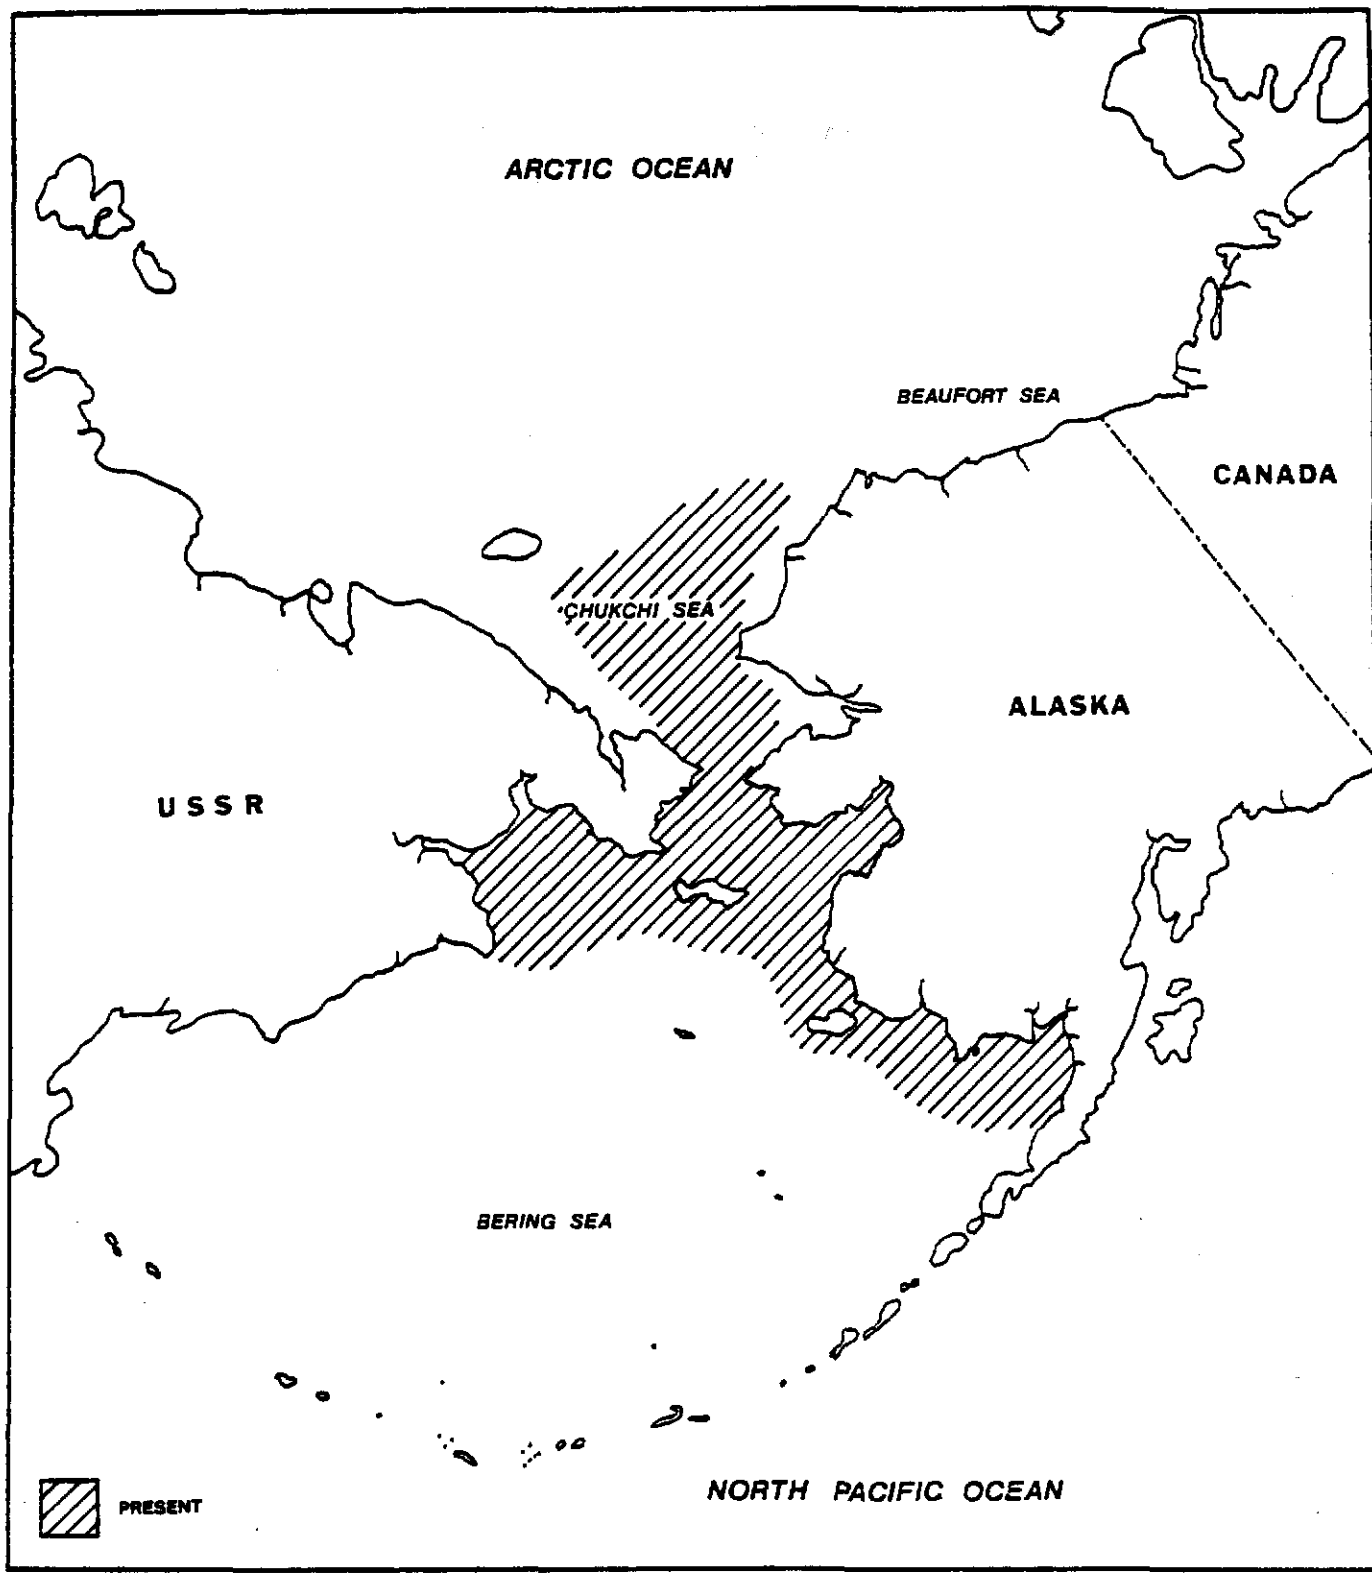 ARCTIC OCEAN
BEAUFORT SEA
CANADA
CHUKCHI SEA
ALASKA
USSR
BERING SEA
NORTH PACIFIC OCEAN
PRESENT